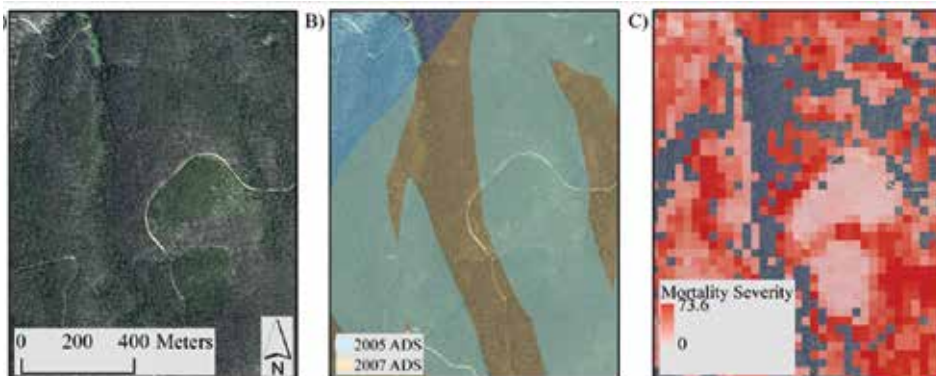 )
B)
C)
0 200 400 Meters
N
2005 ADS
2007 ADS
Mortality Severity
73.6
0